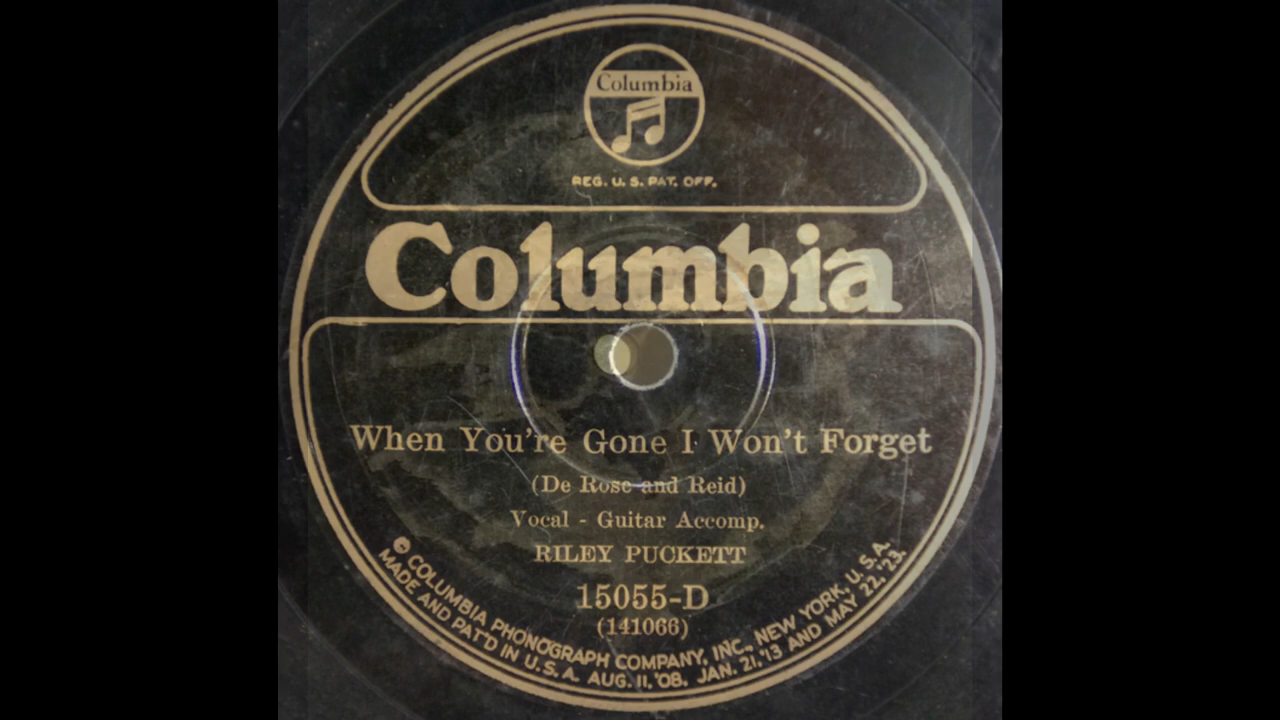 Columbia
REG. U. S. PAT. OFF.
Columbia
When You're Gone I Won't Forget
(De Rose and Reid)
Vocal - Guitar Accomp.
RILEY PUCKETT
15055-D
(141066)
COLUMBIA PHONOGRAPH COMPANY, INC., NEW YORK, U. S. A.
MADE AND PAT'D IN U. S. A. AUG. 11, '08, JAN. 21, '13 AND MAY 22, '23.